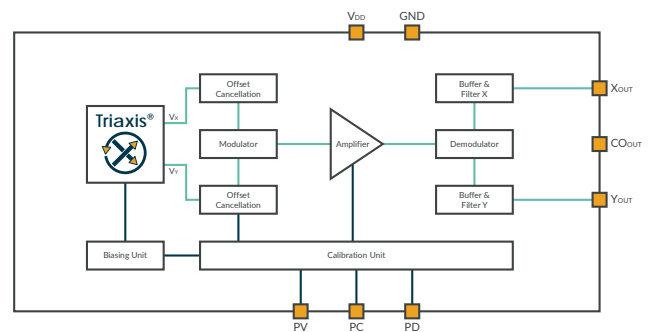 VDD GND
Offset
Cancellation
Buffer &
Filter X
XOUT
Triaxis®
VX
Modulator
Amplifier
Demodulator
COOUT
VY
Offset
Cancellation
Buffer &
Filter Y
YOUT
Biasing Unit
Calibration Unit
PV PC PD